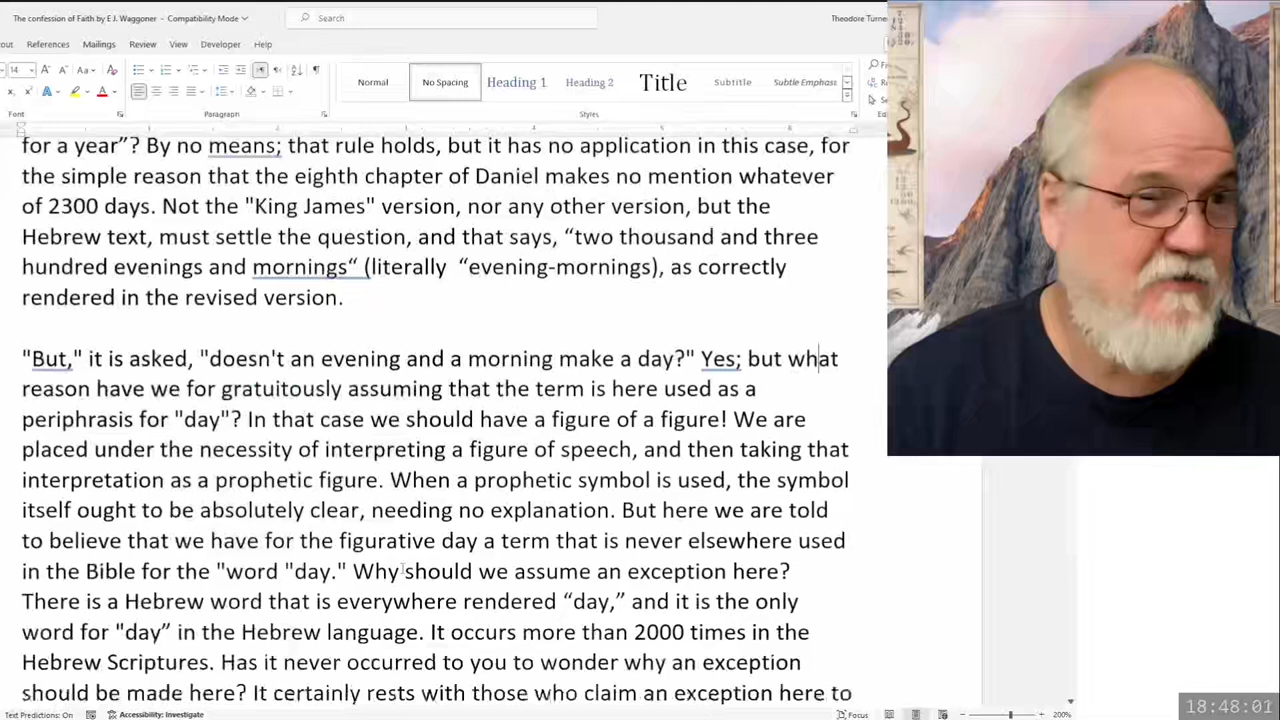 The confession of Faith by E J. Waggoner - Compatibility Mode
Search
Theodore Turner
out References Mailings Review View Developer Help
14
Aa
Normal
No Spacing
Heading 1
Heading 2
Title
Subtitle
Subtle Emphas
Font
Paragraph
Styles
for a year”? By no means; that rule holds, but it has no application in this case, for
the simple reason that the eighth chapter of Daniel makes no mention whatever
of 2300 days. Not the "King James" version, nor any other version, but the
Hebrew text, must settle the question, and that says, “two thousand and three
hundred evenings and mornings“ (literally “evening-mornings), as correctly
rendered in the revised version.
"But," it is asked, "doesn't an evening and a morning make a day?" Yes; but what
reason have we for gratuitously assuming that the term is here used as a
periphrasis for "day"? In that case we should have a figure of a figure! We are
placed under the necessity of interpreting a figure of speech, and then taking that
interpretation as a prophetic figure. When a prophetic symbol is used, the symbol
itself ought to be absolutely clear, needing no explanation. But here we are told
to believe that we have for the figurative day a term that is never elsewhere used
in the Bible for the "word "day." Why should we assume an exception here?
There is a Hebrew word that is everywhere rendered “day,” and it is the only
word for "day” in the Hebrew language. It occurs more than 2000 times in the
Hebrew Scriptures. Has it never occurred to you to wonder why an exception
should be made here? It certainly rests with those who claim an exception here to
Text Predictions: On
Accessibility: Investigate
Focus
200%
18:48:01